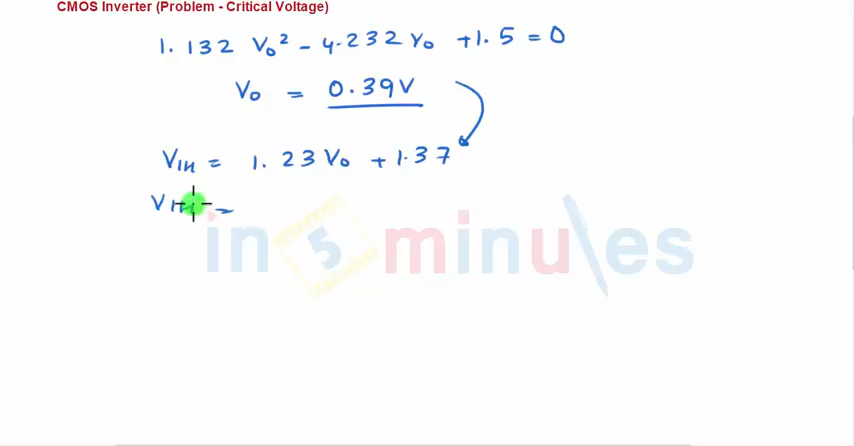 CMOS Inverter (Problem - Critical Voltage)
1.132 V₀² - 4.232 V₀ + 1.5 = 0
V₀ = 0.39V
VIH = 1.23 V₀ + 1.37
VIH =
in 5 minutes